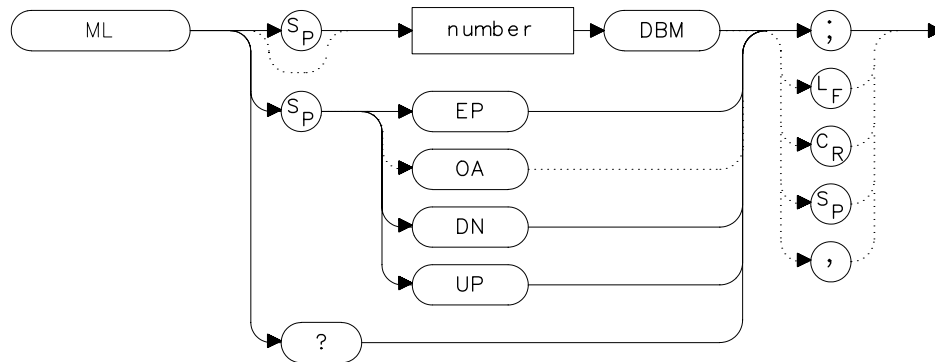 ML SP number DBM ;
LF
SP EP
CR
OA
SP
DN
,
UP
?